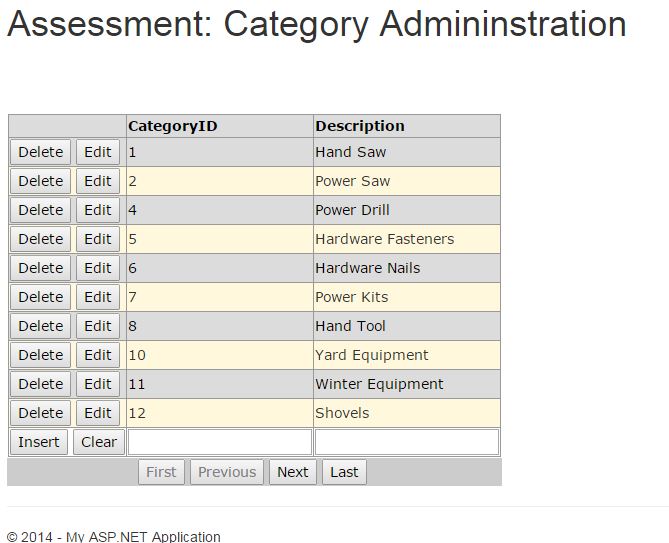 Assessment: Category Admininstration
CategoryID Description
Delete Edit 1 Hand Saw
Delete Edit 2 Power Saw
Delete Edit 4 Power Drill
Delete Edit 5 Hardware Fasteners
Delete Edit 6 Hardware Nails
Delete Edit 7 Power Kits
Delete Edit 8 Hand Tool
Delete Edit 10 Yard Equipment
Delete Edit 11 Winter Equipment
Delete Edit 12 Shovels
Insert Clear
First Previous Next Last
© 2014 - My ASP.NET Application